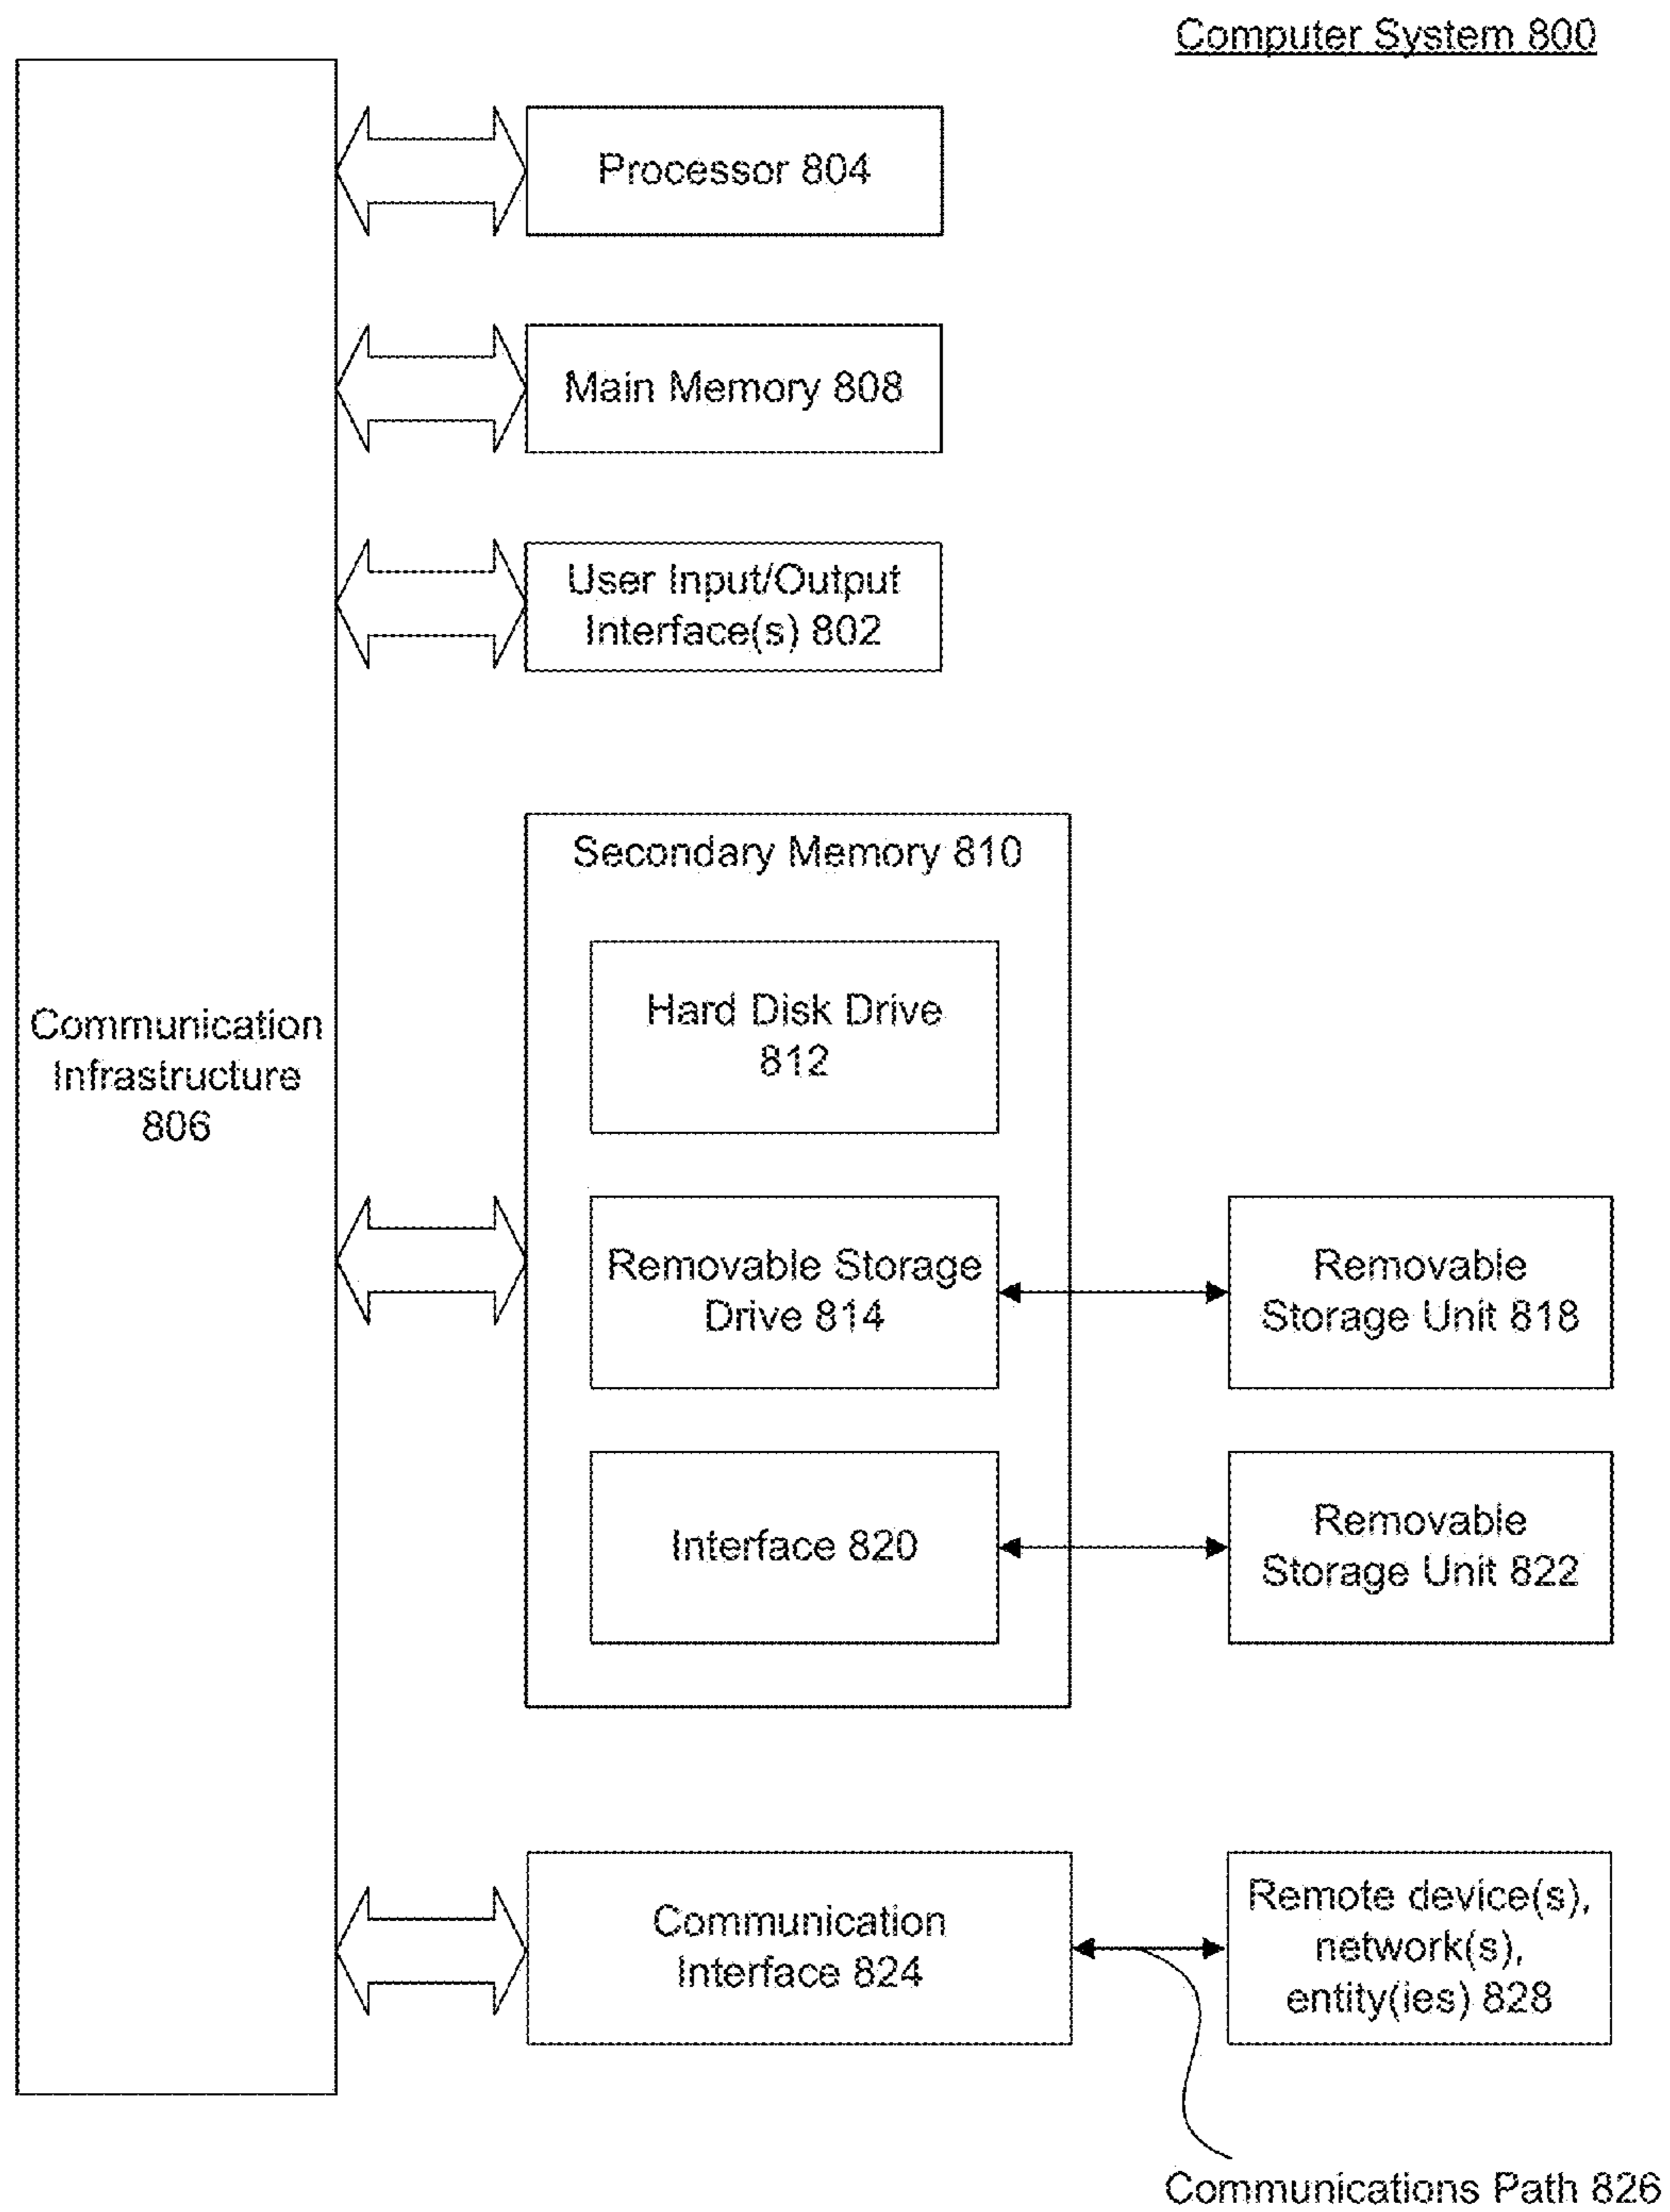 Computer System 800
Processor 804
Main Memory 808
User Input/Output
Interface(s) 802
Secondary Memory 810
Hard Disk Drive
812
Communication
Infrastructure
806
Removable Storage
Drive 814
Removable
Storage Unit 818
Interface 820
Removable
Storage Unit 822
Communication
Interface 824
Remote device(s),
network(s),
entity(ies) 828
Communications Path 826